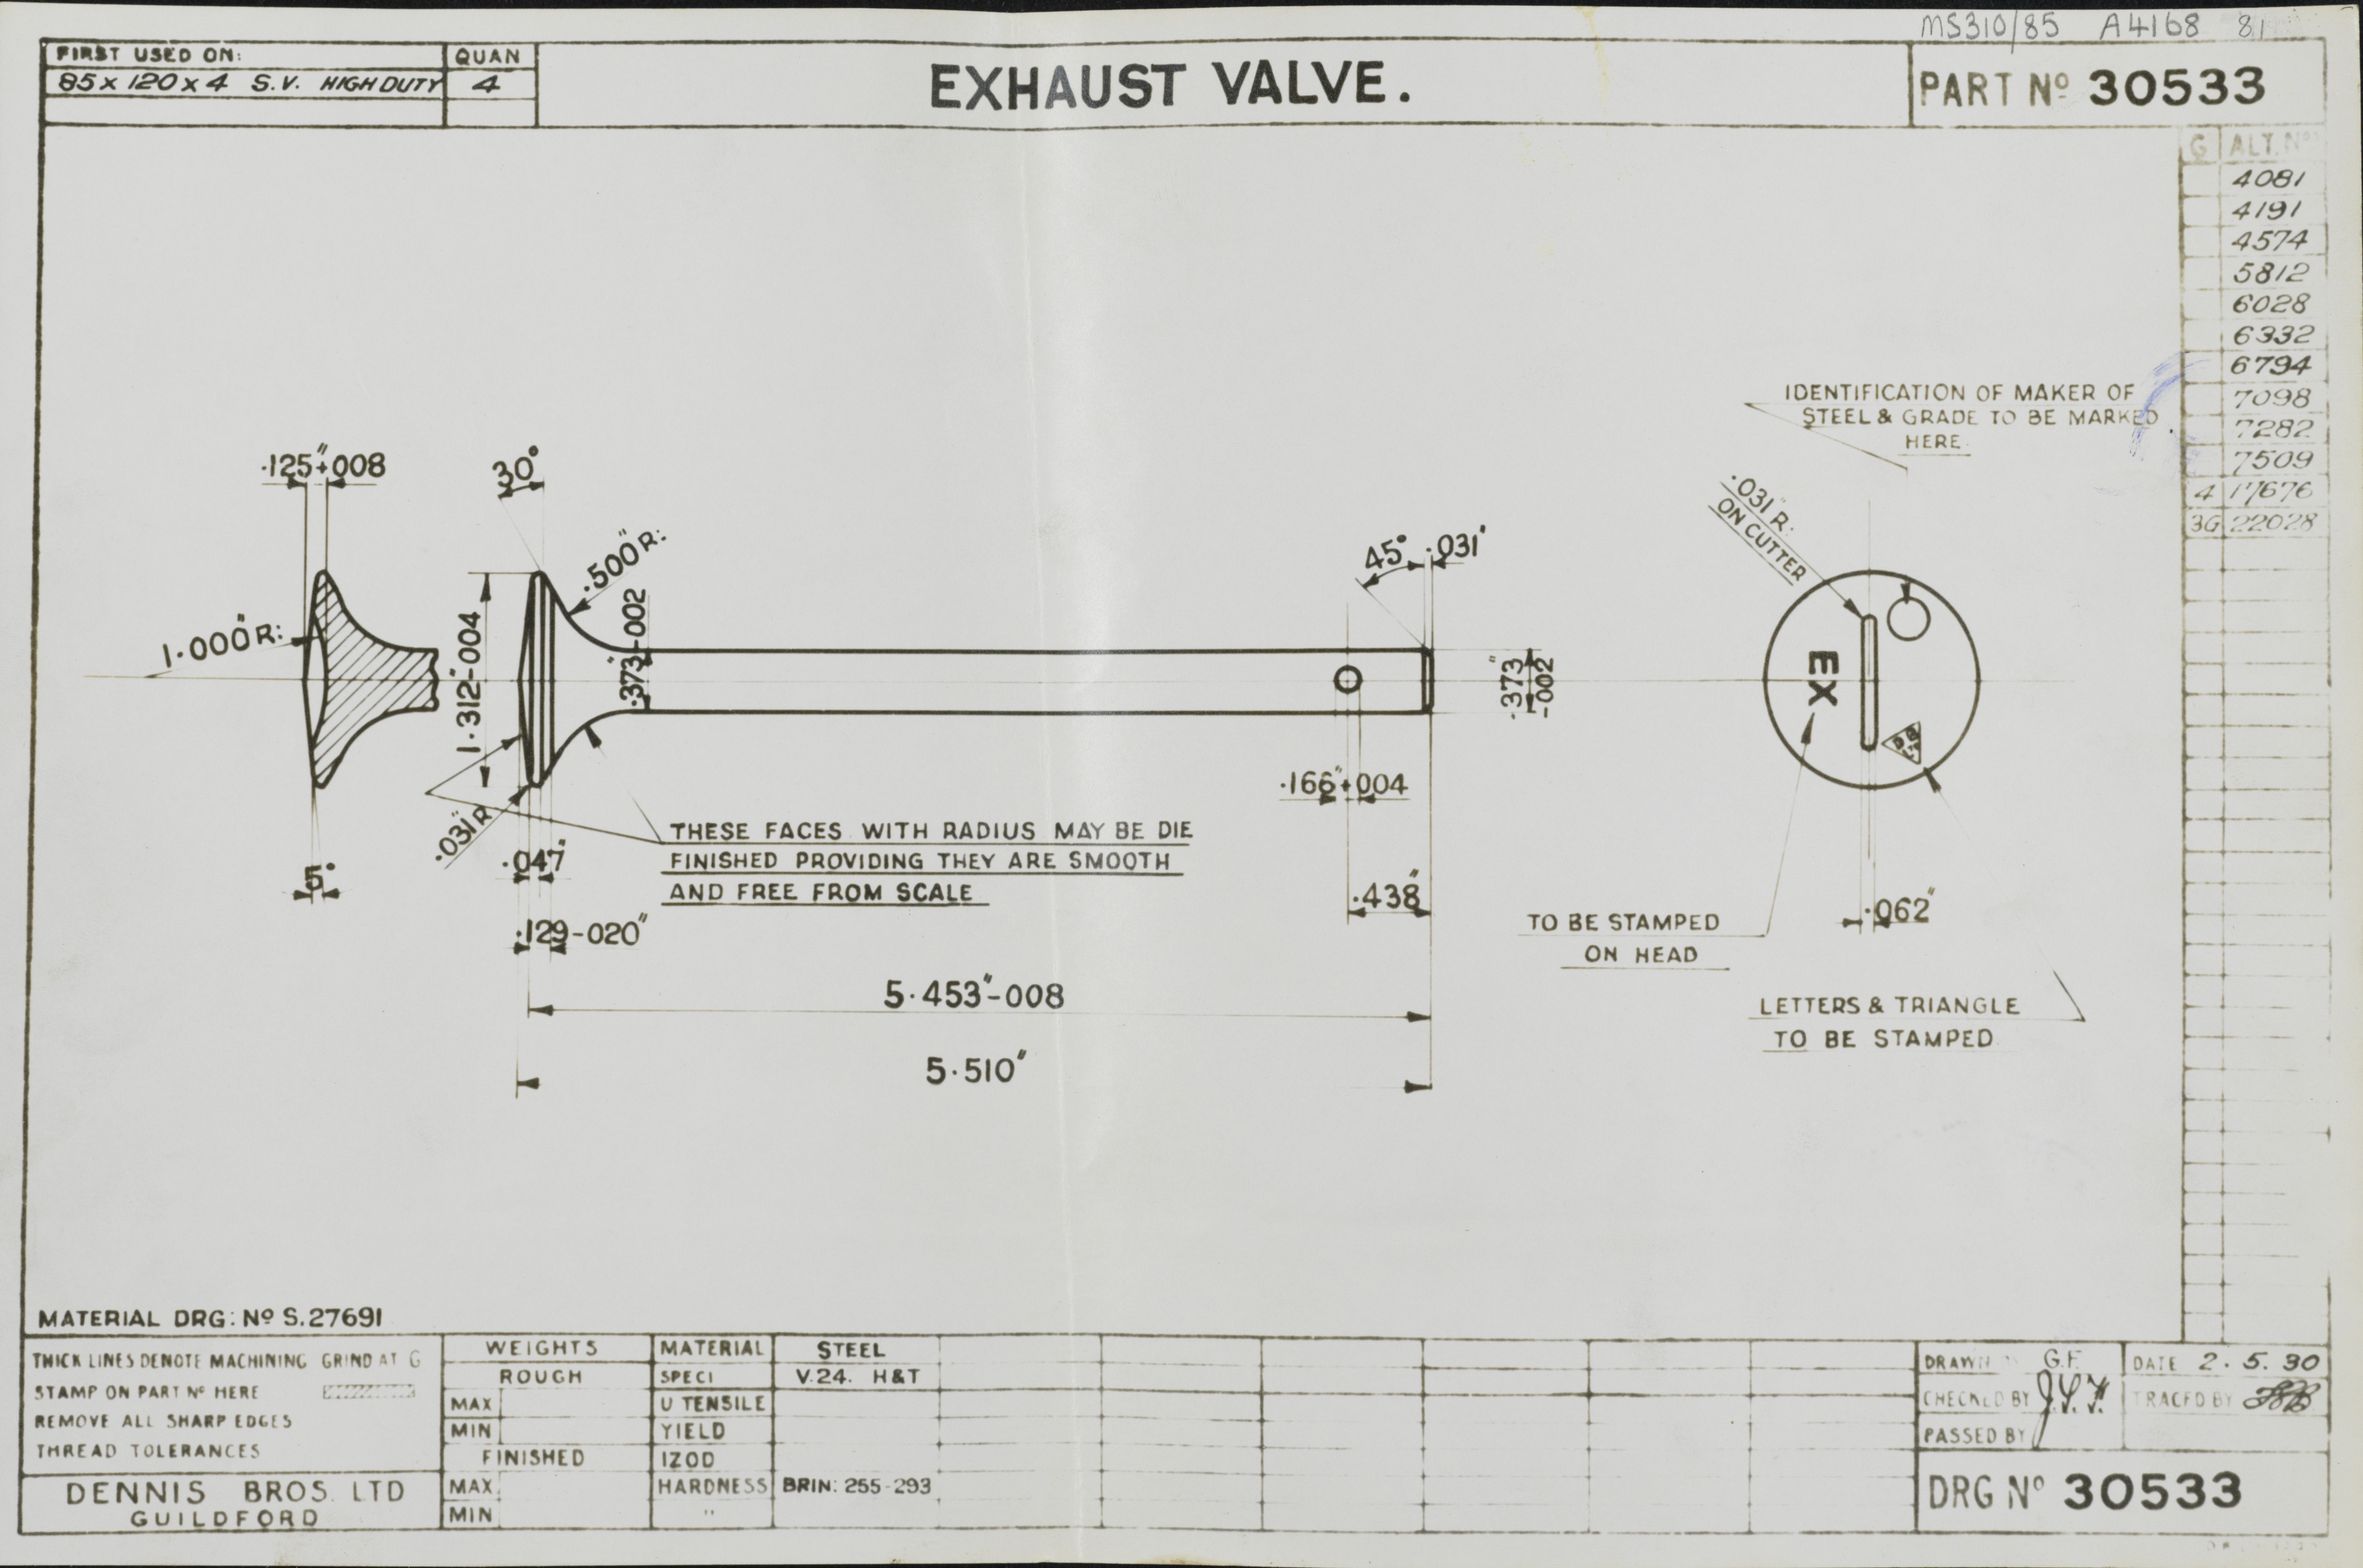 MS310/85 A4168 81
FIRST USED ON:
QUAN
85 x 120 x 4 S.V. HIGH DUTY
4
EXHAUST VALVE.
PART Nº 30533
G ALT. Nº
4081
4191
4574
5812
6028
6332
6794
7098
7282
7509
4 17676
3G 22028
IDENTIFICATION OF MAKER OF
STEEL & GRADE TO BE MARKED
HERE
.125"+008
30°
.500"R:
1.000"R:
1.312"-004
.373"-002
45°
.031"
.373"
-002
.031"R.
ON CUTTER
EX
D B
LTD
.031"R
.047"
.129-020"
5°
THESE FACES WITH RADIUS MAY BE DIE
FINISHED PROVIDING THEY ARE SMOOTH
AND FREE FROM SCALE
.166"+004
.438"
5.453"-008
5.510"
TO BE STAMPED
ON HEAD
.062"
LETTERS & TRIANGLE
TO BE STAMPED
MATERIAL DRG: Nº S.27691
THICK LINES DENOTE MACHINING GRIND AT G
STAMP ON PART Nº HERE
REMOVE ALL SHARP EDGES
THREAD TOLERANCES
DENNIS BROS. LTD
GUILDFORD
WEIGHTS
ROUGH
MAX
MIN
FINISHED
MAX
MIN
MATERIAL STEEL
SPECI V.24. H&T
U TENSILE
YIELD
IZOD
HARDNESS BRIN: 255-293
"
DRAWN G.F.
DATE 2.5.30
CHECKED BY
TRACED BY
PASSED BY
DRG Nº 30533